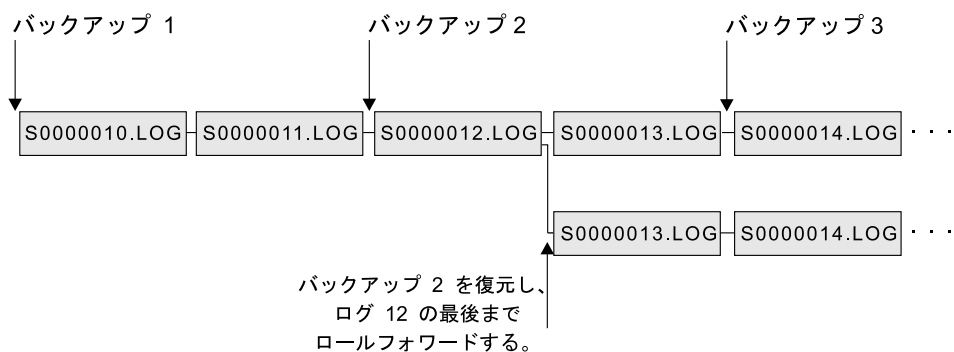 バックアップ 1 バックアップ 2 バックアップ 3
S0000010.LOG S0000011.LOG S0000012.LOG S0000013.LOG S0000014.LOG ・・・
S0000013.LOG S0000014.LOG ・・・
バックアップ 2 を復元し、
ログ 12 の最後まで
ロールフォワードする。